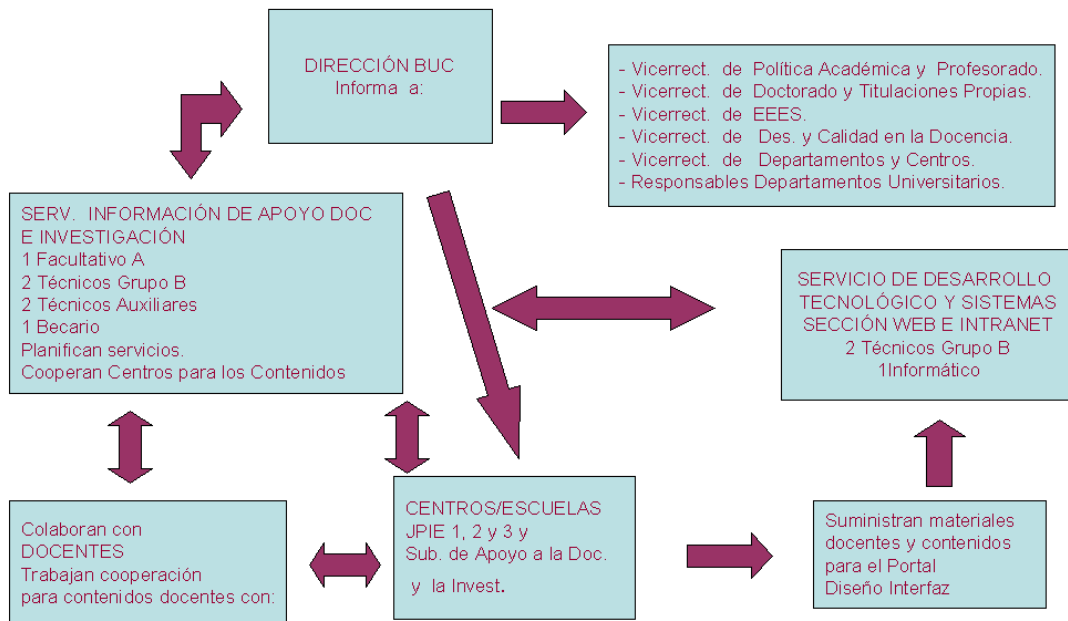 DIRECCIÓN BUC
Informa a:
- Vicerrect. de Política Académica y Profesorado.
- Vicerrect. de Doctorado y Titulaciones Propias.
- Vicerrect. de EEES.
- Vicerrect. de Des. y Calidad en la Docencia.
- Vicerrect. de Departamentos y Centros.
- Responsables Departamentos Universitarios.
SERV. INFORMACIÓN DE APOYO DOC
E INVESTIGACIÓN
1 Facultativo A
2 Técnicos Grupo B
2 Técnicos Auxiliares
1 Becario
Planifican servicios.
Cooperan Centros para los Contenidos
SERVICIO DE DESARROLLO
TECNOLÓGICO Y SISTEMAS
SECCIÓN WEB E INTRANET
2 Técnicos Grupo B
1Informático
Colaboran con
DOCENTES
Trabajan cooperación
para contenidos docentes con:
CENTROS/ESCUELAS
JPIE 1, 2 y 3 y
Sub. de Apoyo a la Doc.
y la Invest.
Suministran materiales
docentes y contenidos
para el Portal
Diseño Interfaz